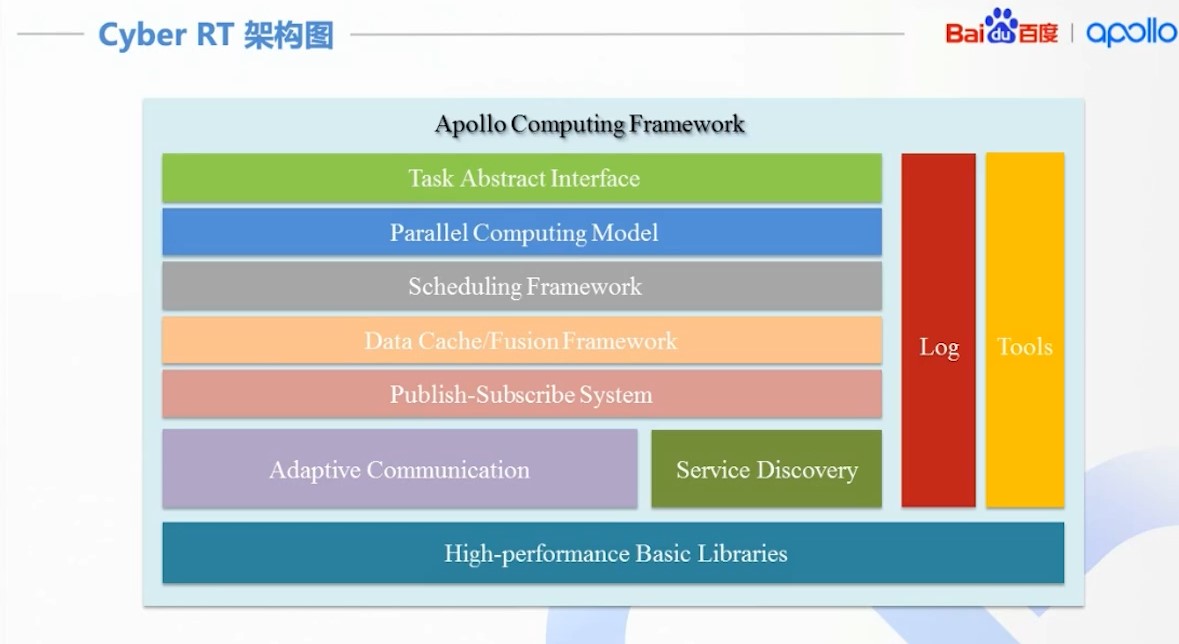 Cyber RT 架构图
Bai du 百度 | apollo
Apollo Computing Framework
Task Abstract Interface
Parallel Computing Model
Scheduling Framework
Data Cache/Fusion Framework
Publish-Subscribe System
Adaptive Communication
Service Discovery
Log
Tools
High-performance Basic Libraries